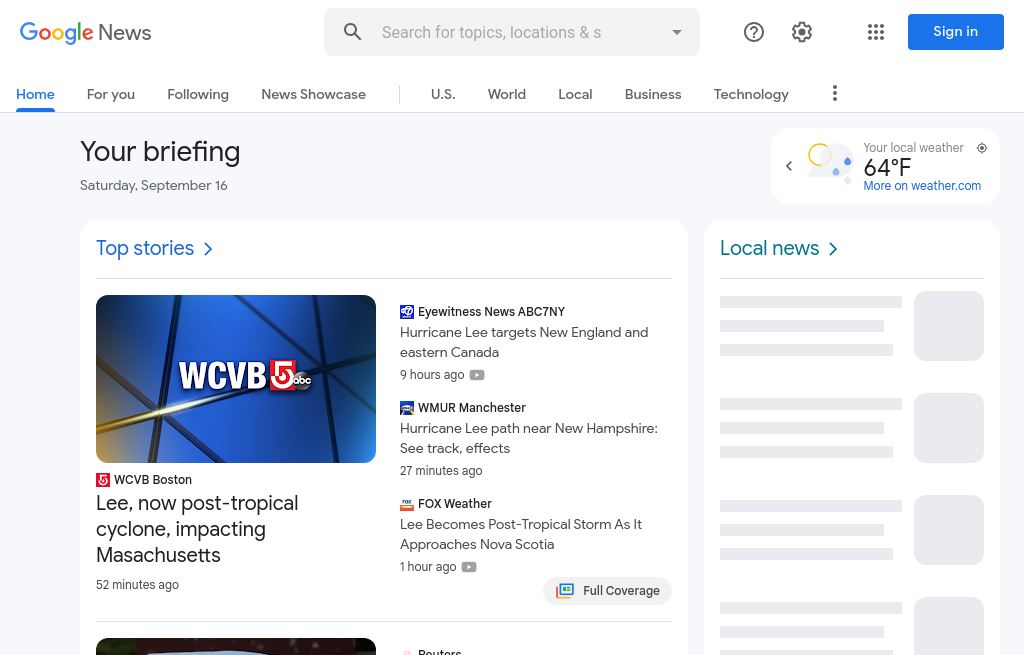 Google News
Search for topics, locations & s
Sign in
Home
For you
Following
News Showcase
U.S.
World
Local
Business
Technology
Your briefing
Saturday, September 16
Your local weather
64°F
More on weather.com
Top stories
WCVB 5 abc
WCVB Boston
Lee, now post-tropical
cyclone, impacting
Masachusetts
52 minutes ago
Eyewitness News ABC7NY
Hurricane Lee targets New England and
eastern Canada
9 hours ago
WMUR Manchester
Hurricane Lee path near New Hampshire:
See track, effects
27 minutes ago
FOX Weather
Lee Becomes Post-Tropical Storm As It
Approaches Nova Scotia
1 hour ago
Full Coverage
Reuters
Local news